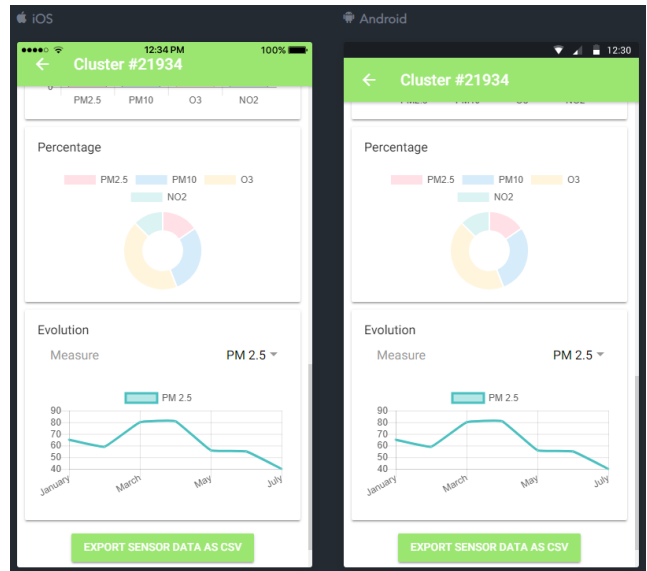 iOS
12:34 PM 100%
Cluster #21934
0
PM2.5 PM10 O3 NO2
Percentage
PM2.5 PM10 O3
NO2
Evolution
Measure PM 2.5
PM 2.5
90
80
70
60
50
40
January March May July
EXPORT SENSOR DATA AS CSV
Android
12:30
Cluster #21934
Percentage
PM2.5 PM10 O3
NO2
Evolution
Measure PM 2.5
PM 2.5
90
80
70
60
50
40
January March May July
EXPORT SENSOR DATA AS CSV